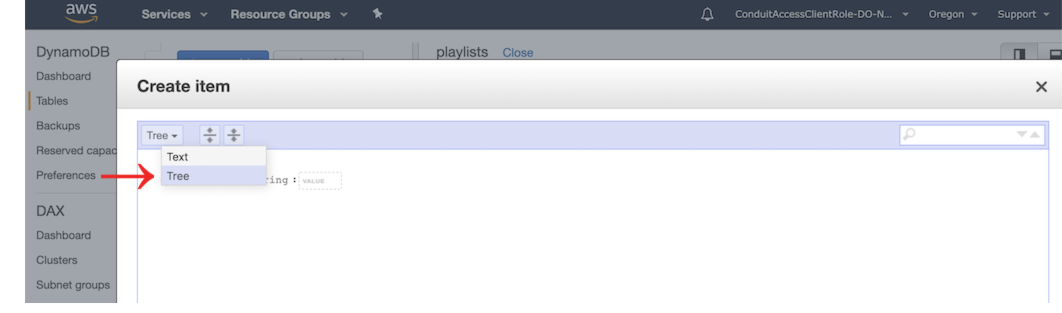 aws Services Resource Groups ConduitAccessClientRole-DO-N... Oregon Support
DynamoDB
playlists Close
Dashboard
Create item
Tables
Backups
Tree
Reserved capac
Text
Preferences
Tree
ring : VALUE
DAX
Dashboard
Clusters
Subnet groups